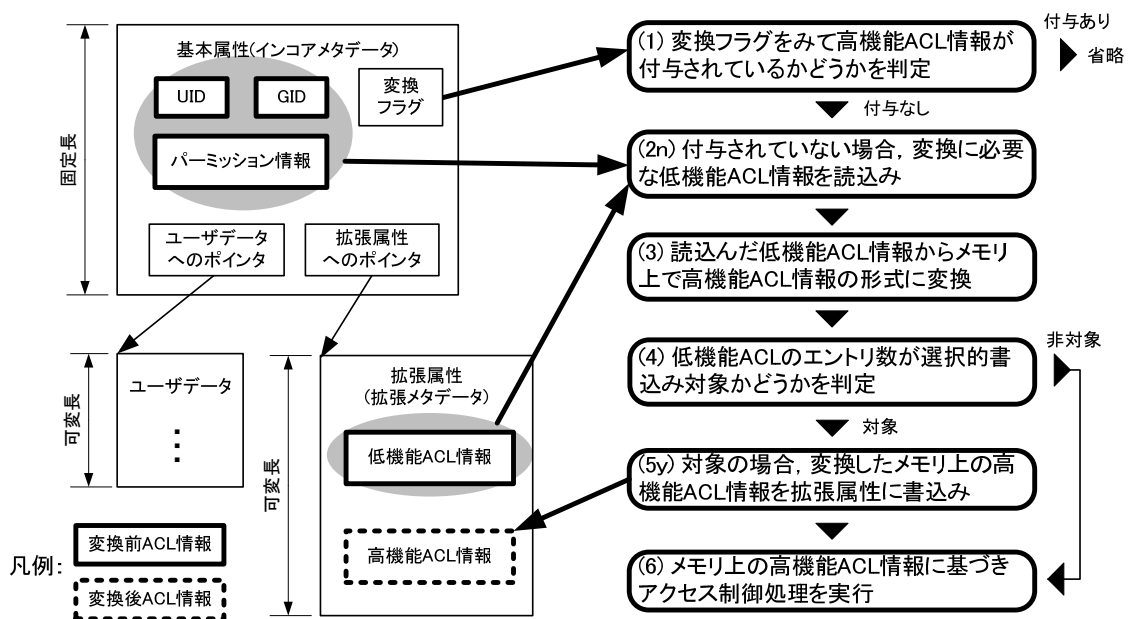 基本属性(インコアメタデータ)
UID
GID
変換
フラグ
パーミッション情報
固定長
ユーザデータ
へのポインタ
拡張属性
へのポインタ
ユーザデータ
可変長
拡張属性
(拡張メタデータ)
低機能ACL情報
高機能ACL情報
可変長
凡例:
変換前ACL情報
変換後ACL情報
(1) 変換フラグをみて高機能ACL情報が
付与されているかどうかを判定
付与あり
省略
付与なし
(2n) 付与されていない場合，変換に必要
な低機能ACL情報を読込み
(3) 読込んだ低機能ACL情報からメモリ
上で高機能ACL情報の形式に変換
(4) 低機能ACLのエントリ数が選択的書
込み対象かどうかを判定
非対象
対象
(5y) 対象の場合，変換したメモリ上の高
機能ACL情報を拡張属性に書込み
(6) メモリ上の高機能ACL情報に基づき
アクセス制御処理を実行